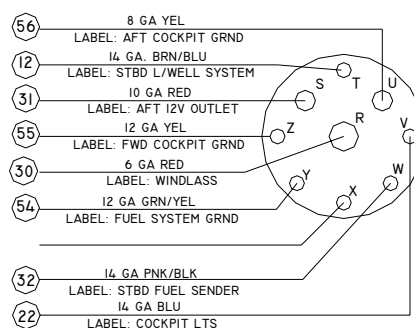 56 8 GA YEL
LABEL: AFT COCKPIT GRND
12 14 GA. BRN/BLU
LABEL: STBD L/WELL SYSTEM
31 10 GA RED
LABEL: AFT 12V OUTLET
55 12 GA YEL
LABEL: FWD COCKPIT GRND
30 6 GA RED
LABEL: WINDLASS
54 12 GA GRN/YEL
LABEL: FUEL SYSTEM GRND
32 14 GA PNK/BLK
LABEL: STBD FUEL SENDER
22 14 GA BLU
LABEL: COCKPIT LTS
T
S U
R
Z V
Y W
X